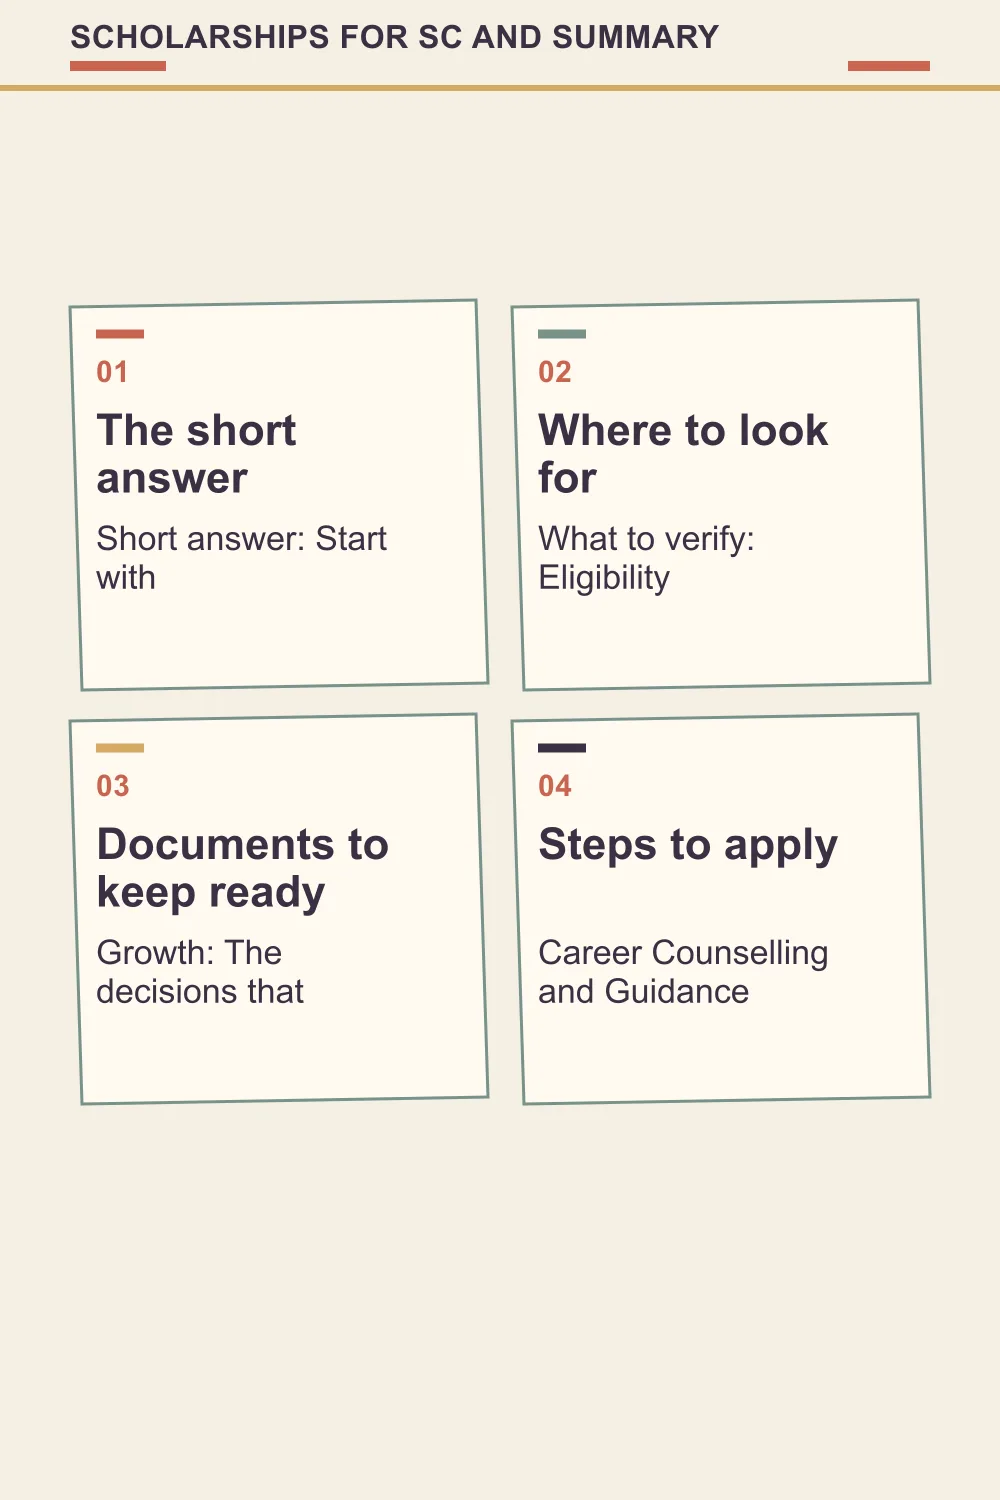 SCHOLARSHIPS FOR SC AND SUMMARY
01
The short
answer
Short answer: Start
with
02
Where to look
for
What to verify:
Eligibility
03
Documents to
keep ready
Growth: The
decisions that
04
Steps to apply
Career Counselling
and Guidance